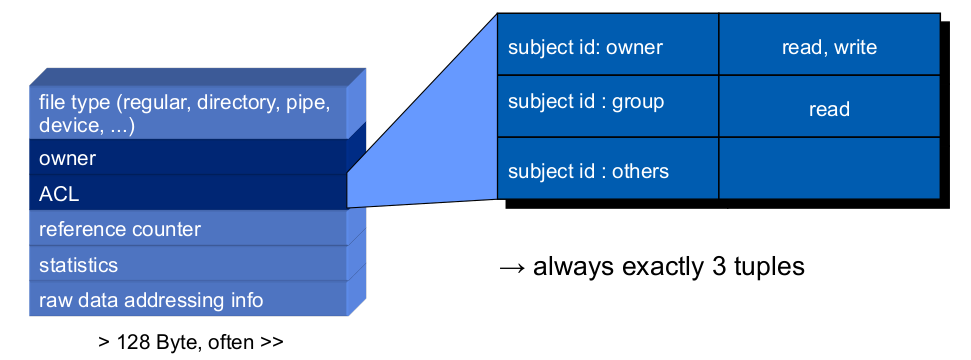 file type (regular, directory, pipe,
device, ...)
owner
ACL
reference counter
statistics
raw data addressing info
> 128 Byte, often >>
subject id: owner
read, write
subject id : group
read
subject id : others
→ always exactly 3 tuples